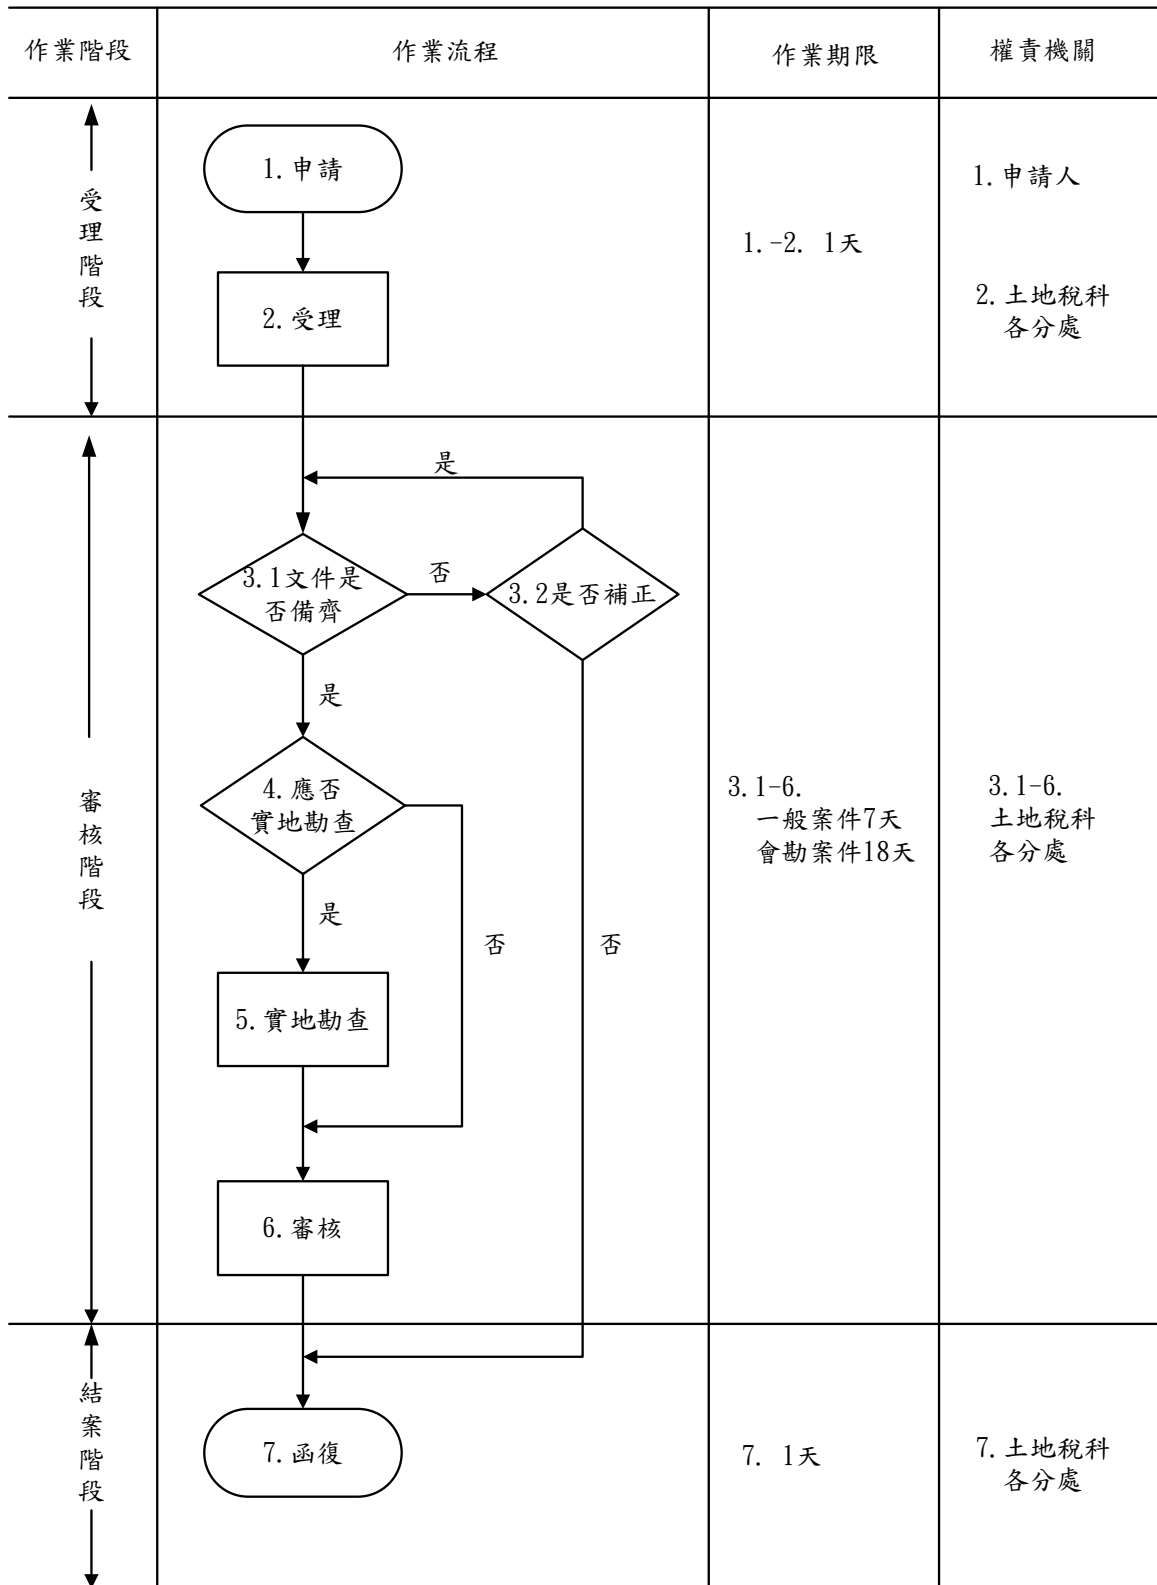 作業階段
作業流程
作業期限
權責機關
受理階段
1.申請
2.受理
1.-2. 1天
1.申請人
2.土地稅科
各分處
審核階段
是
3.1文件是
否備齊
否
3.2是否補正
是
4.應否
實地勘查
是
否
否
5.實地勘查
6.審核
3.1-6.
一般案件7天
會勘案件18天
3.1-6.
土地稅科
各分處
結案階段
7.函復
7. 1天
7.土地稅科
各分處